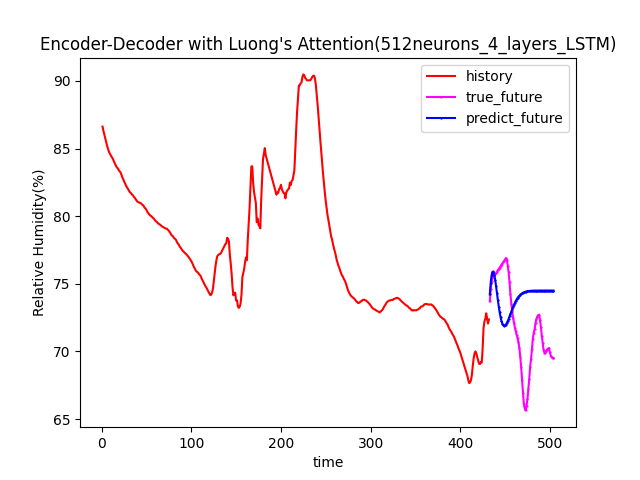 Encoder-Decoder with Luong's Attention(512neurons_4_layers_LSTM)
history
true_future
predict_future
Relative Humidity(%)
90
85
80
75
70
65
0 100 200 300 400 500
time